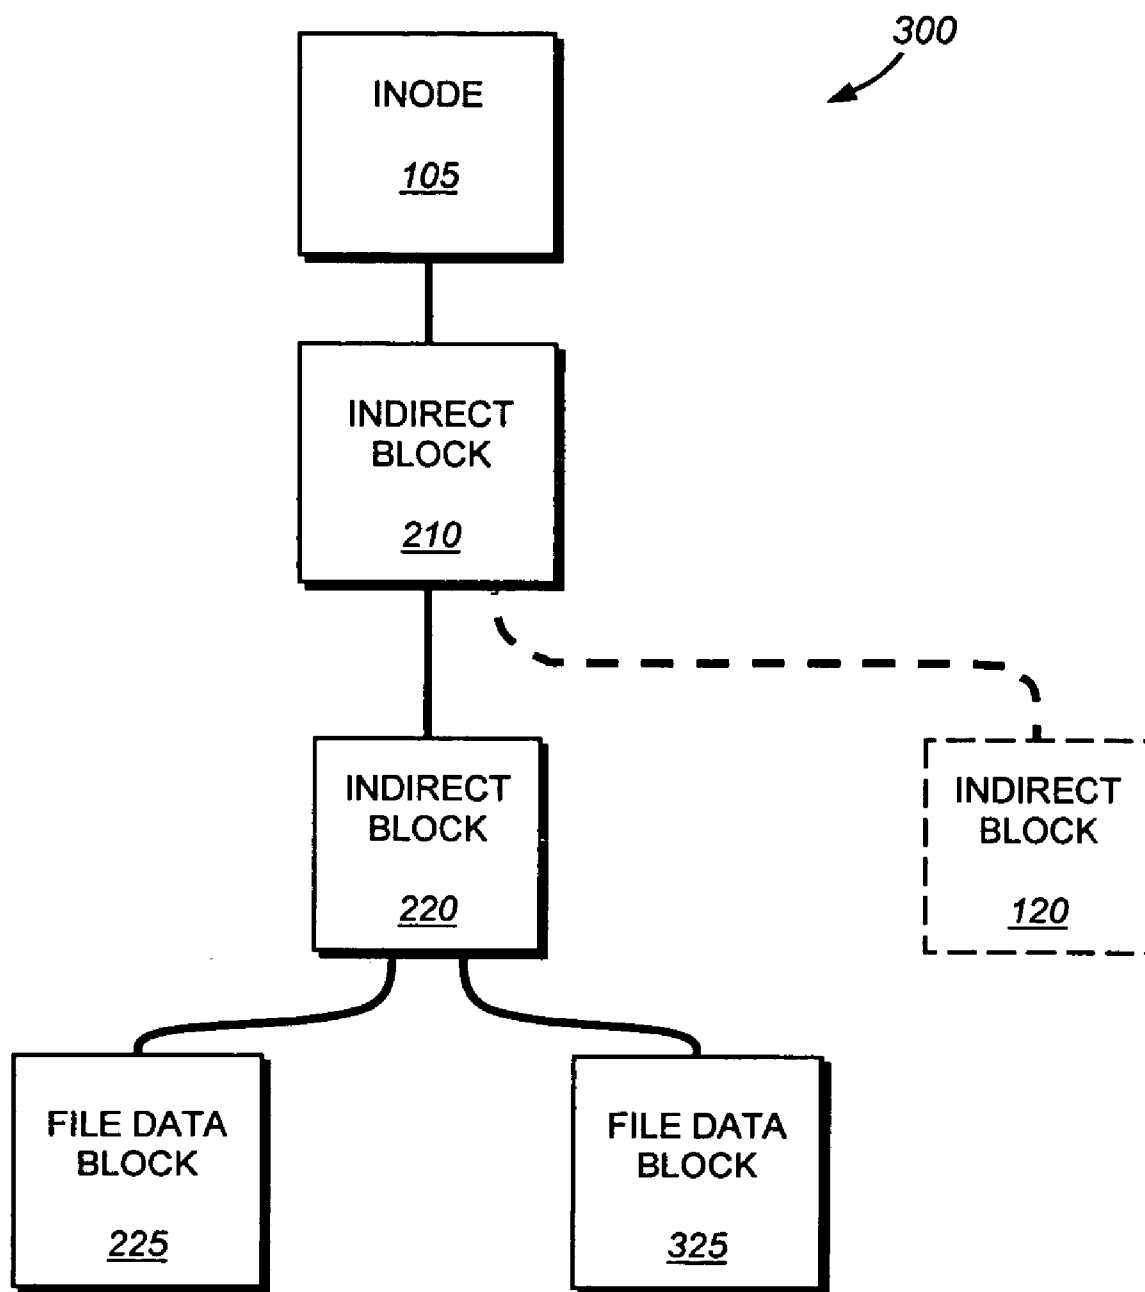 300
INODE
105
INDIRECT
BLOCK
210
INDIRECT
BLOCK
220
INDIRECT
BLOCK
120
FILE DATA
BLOCK
225
FILE DATA
BLOCK
325